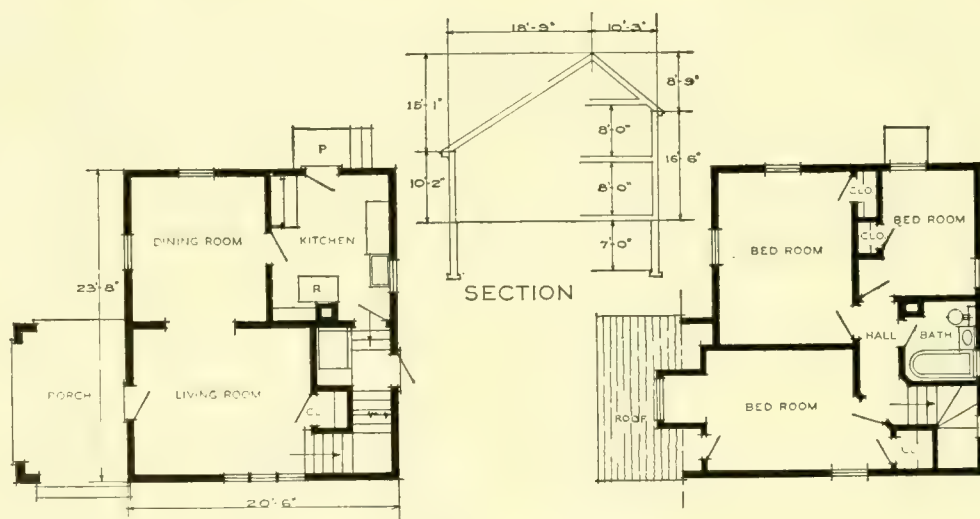 18'-9" 10'-3"
15'-1"
8'-9"
8'-0"
16'-6"
10'-2"
8'-0"
7'-0"
SECTION
P
DINING ROOM
KITCHEN
23'-8"
R
PORCH
LIVING ROOM
CL
20'-6"
CLO.
BED ROOM
CLO.
BED ROOM
HALL
BATH
ROOF
BED ROOM
CL